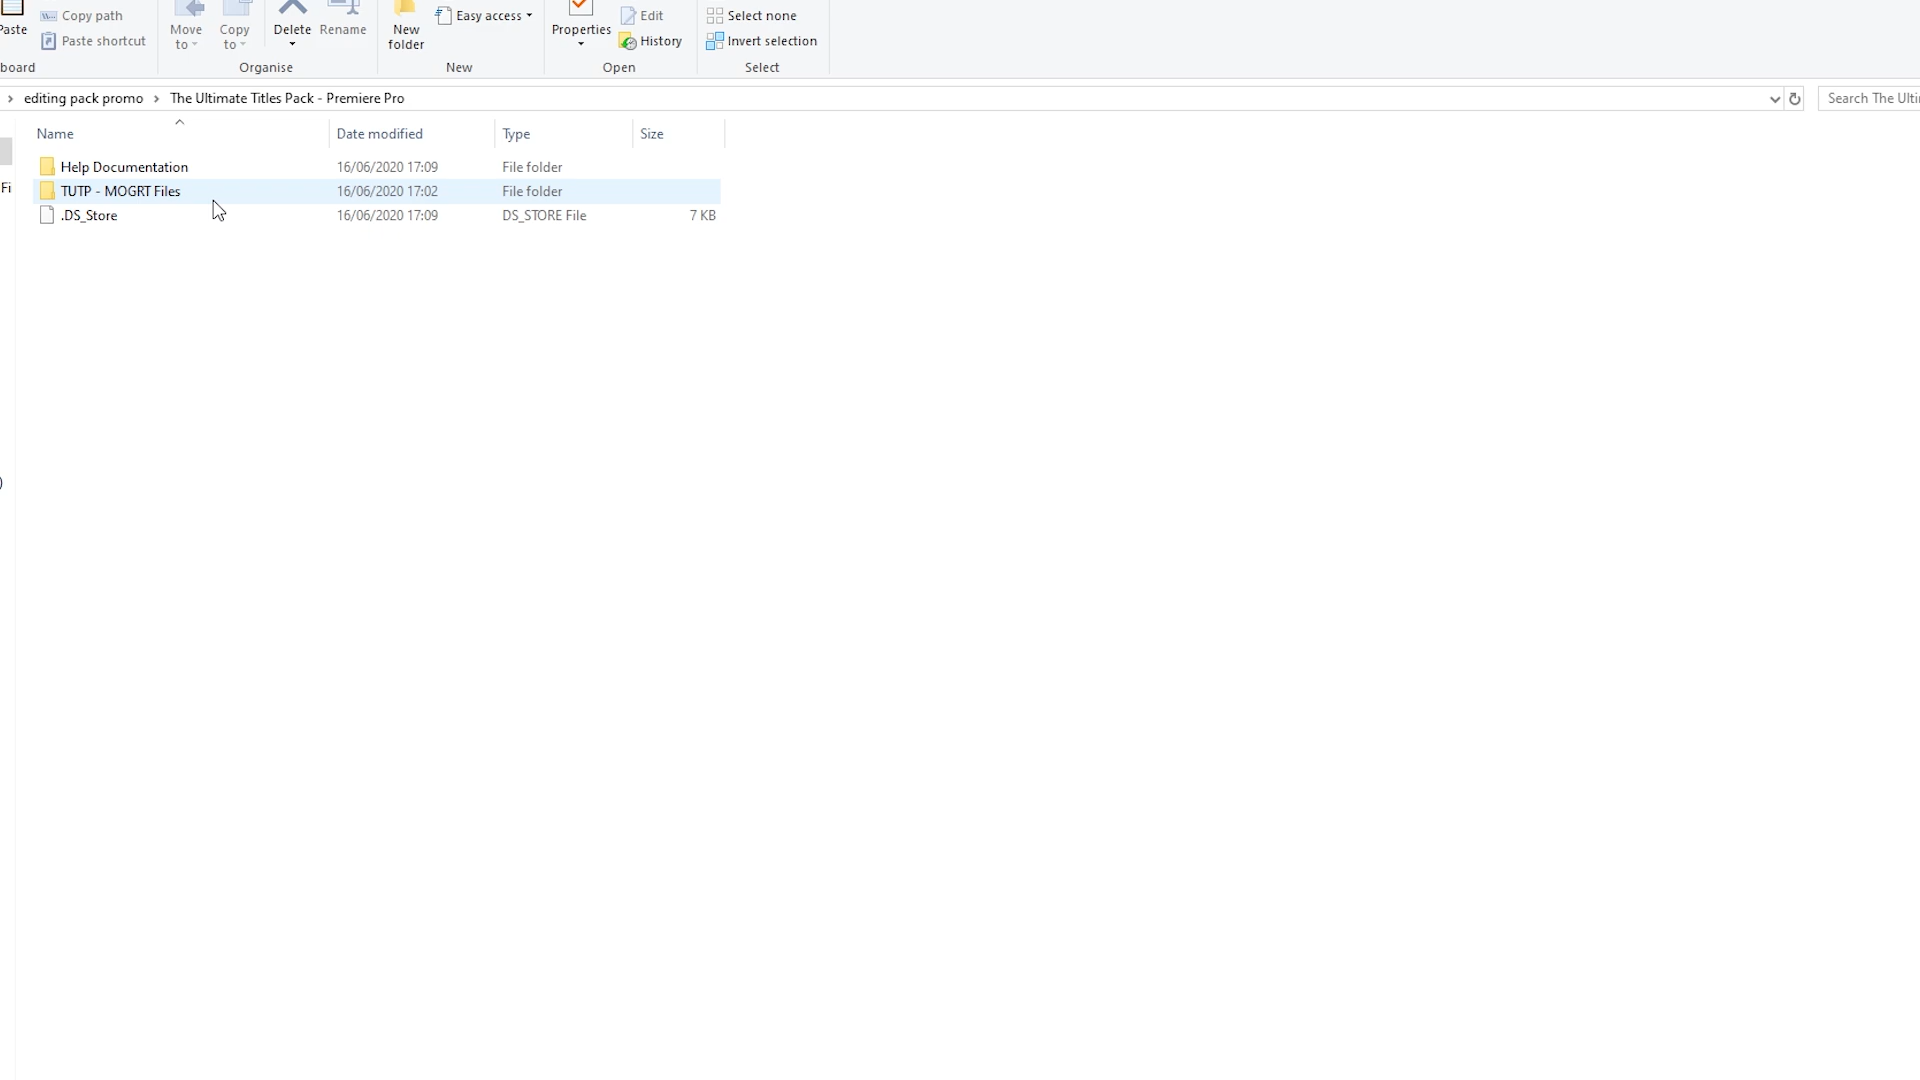 Copy path
Easy access
Edit
Select none
Paste
Move to
Copy to
Delete
Rename
New folder
Properties
Paste shortcut
History
Invert selection
board
Organise
New
Open
Select
editing pack promo > The Ultimate Titles Pack - Premiere Pro
Search The Ulti
Name Date modified Type Size
Help Documentation 16/06/2020 17:09 File folder
Fi
TUTP - MOGRT Files 16/06/2020 17:02 File folder
.DS_Store 16/06/2020 17:09 DS_STORE File 7 KB
)